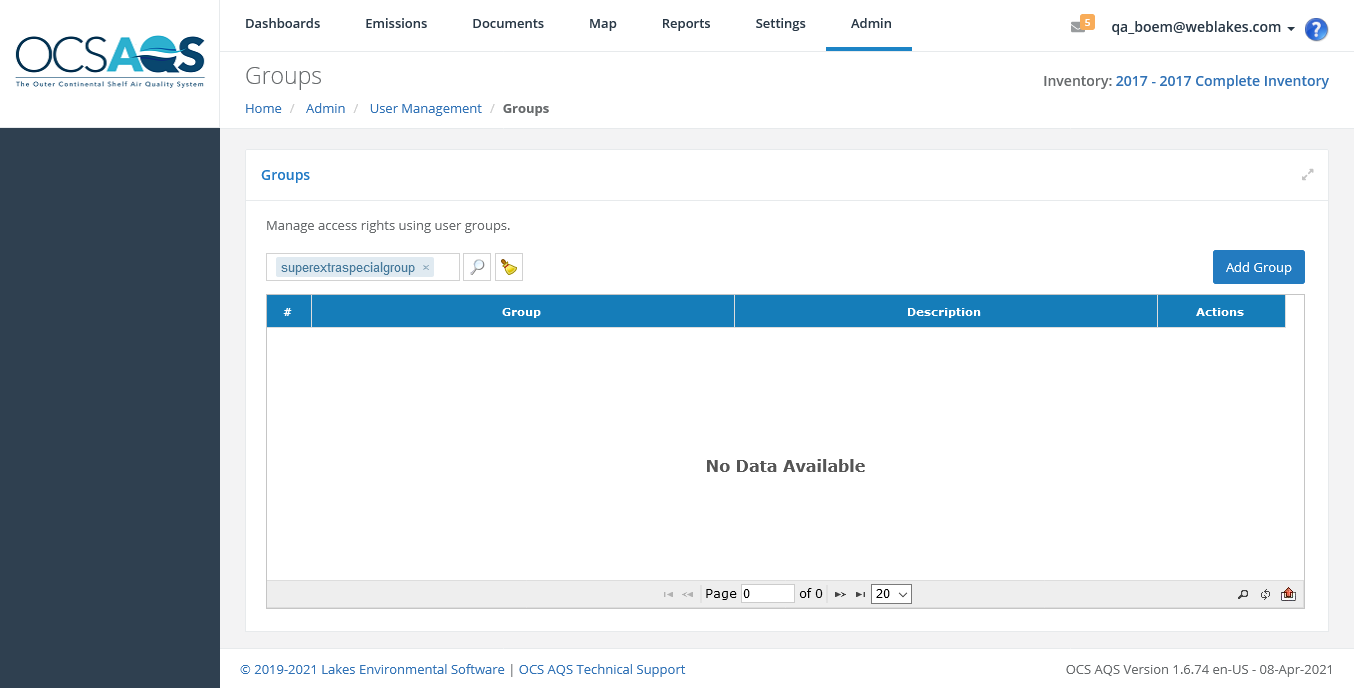 OCSAQS
The Outer Continental Shelf Air Quality System
Dashboards Emissions Documents Map Reports Settings Admin
5 qa_boem@weblakes.com ?
Groups
Inventory: 2017 - 2017 Complete Inventory
Home / Admin / User Management / Groups
Groups
Manage access rights using user groups.
superextraspecialgroup ×
Add Group
# Group Description Actions
No Data Available
Page 0 of 0 20
© 2019-2021 Lakes Environmental Software | OCS AQS Technical Support
OCS AQS Version 1.6.74 en-US - 08-Apr-2021